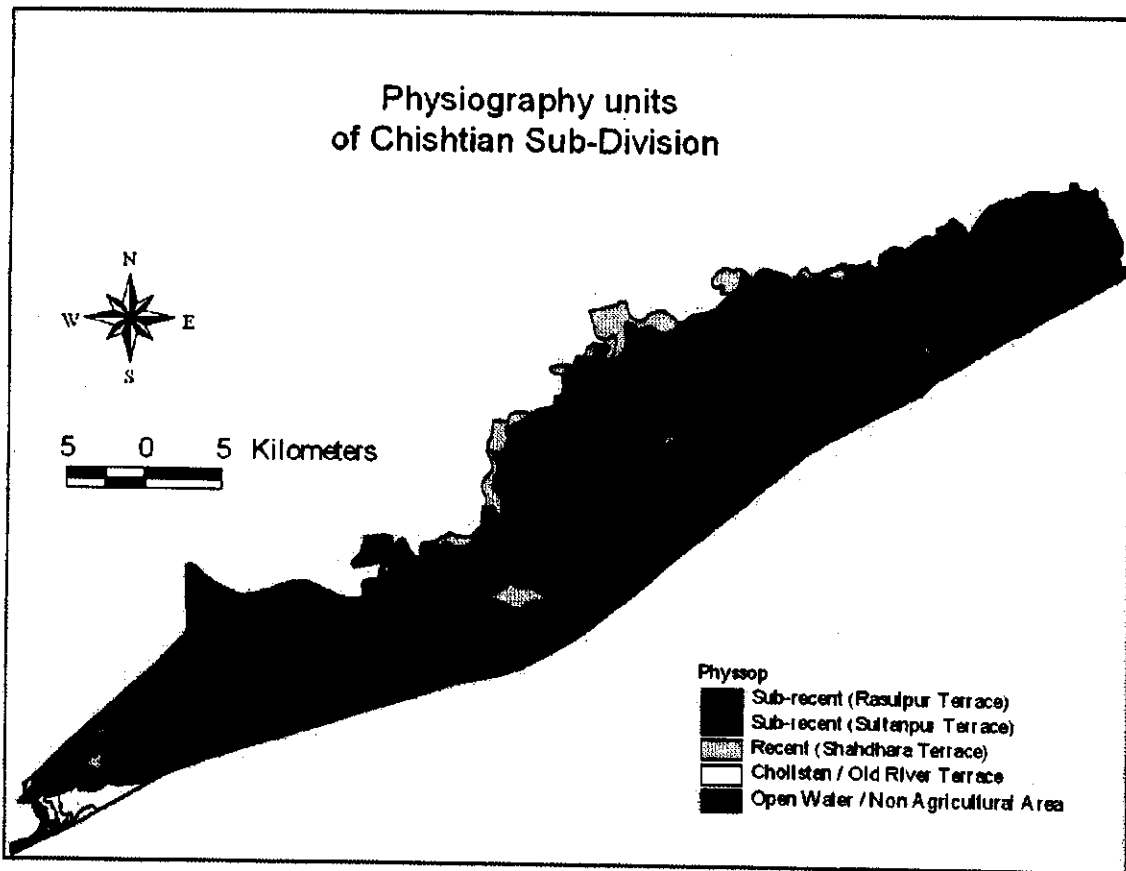 Physiography units
of Chishtian Sub-Division
N
W E
S
5 0 5 Kilometers
Physsop
Sub-recent (Rasulpur Terrace)
Sub-recent (Sultanpur Terrace)
Recent (Shahdhara Terrace)
Cholistan / Old River Terrace
Open Water / Non Agricultural Area